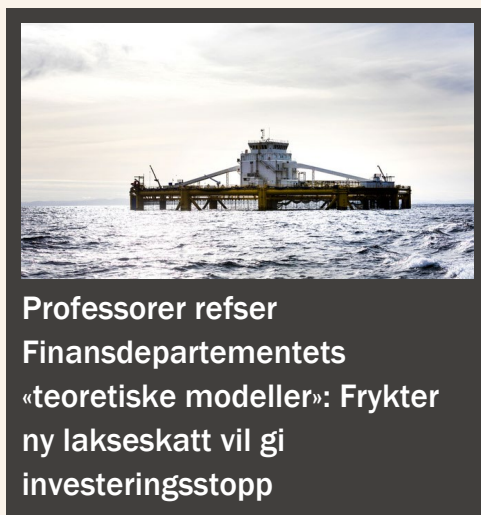 Professorer refser
Finansdepartementets
«teoretiske modeller»: Frykter
ny lakseskatt vil gi
investeringsstopp